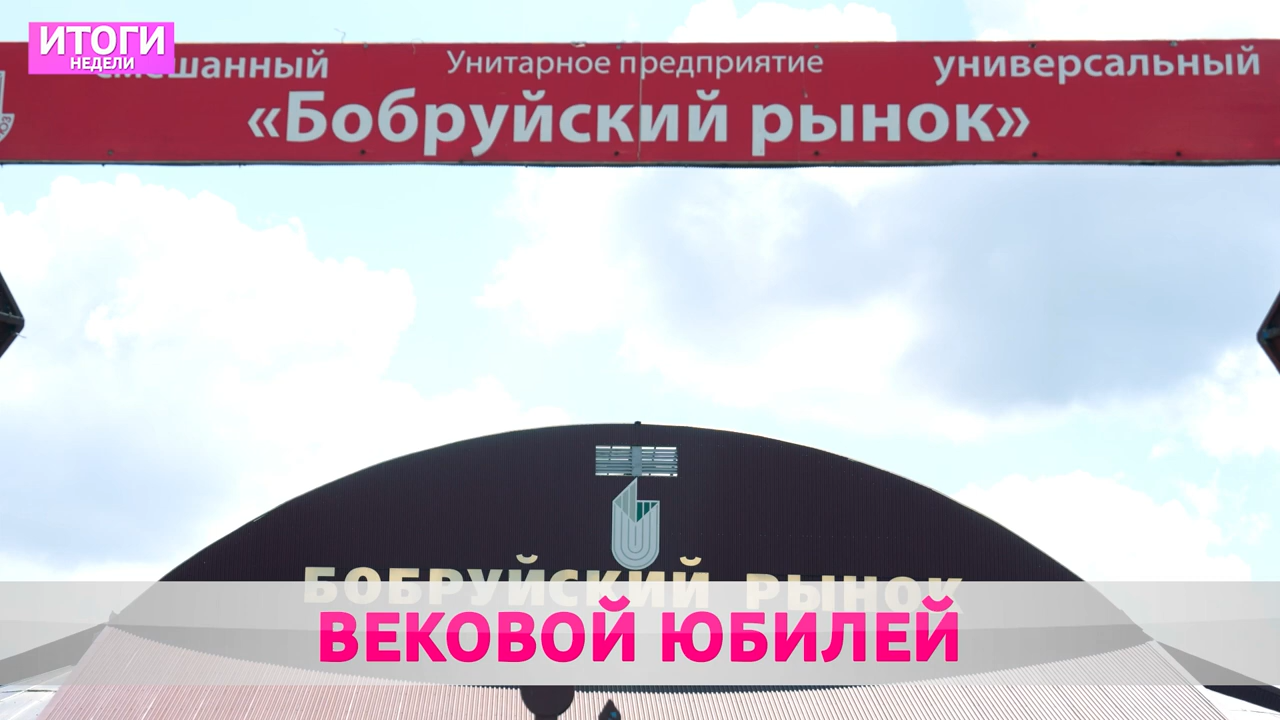 ИТОГИ
НЕДЕЛИ
смешанный Унитарное предприятие универсальный
«Бобруйский рынок»
БОБРУЙСКИЙ РЫНОК
ВЕКОВОЙ ЮБИЛЕЙ